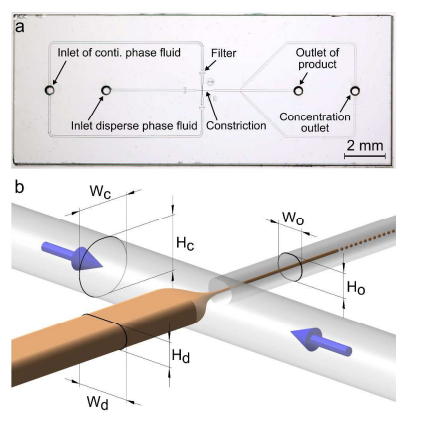 a
Inlet of conti. phase fluid
Filter
Outlet of
product
Inlet disperse phase fluid
Constriction
Concentration
outlet
2 mm
b
Wc
Wo
Hc
Ho
Hd
Wd